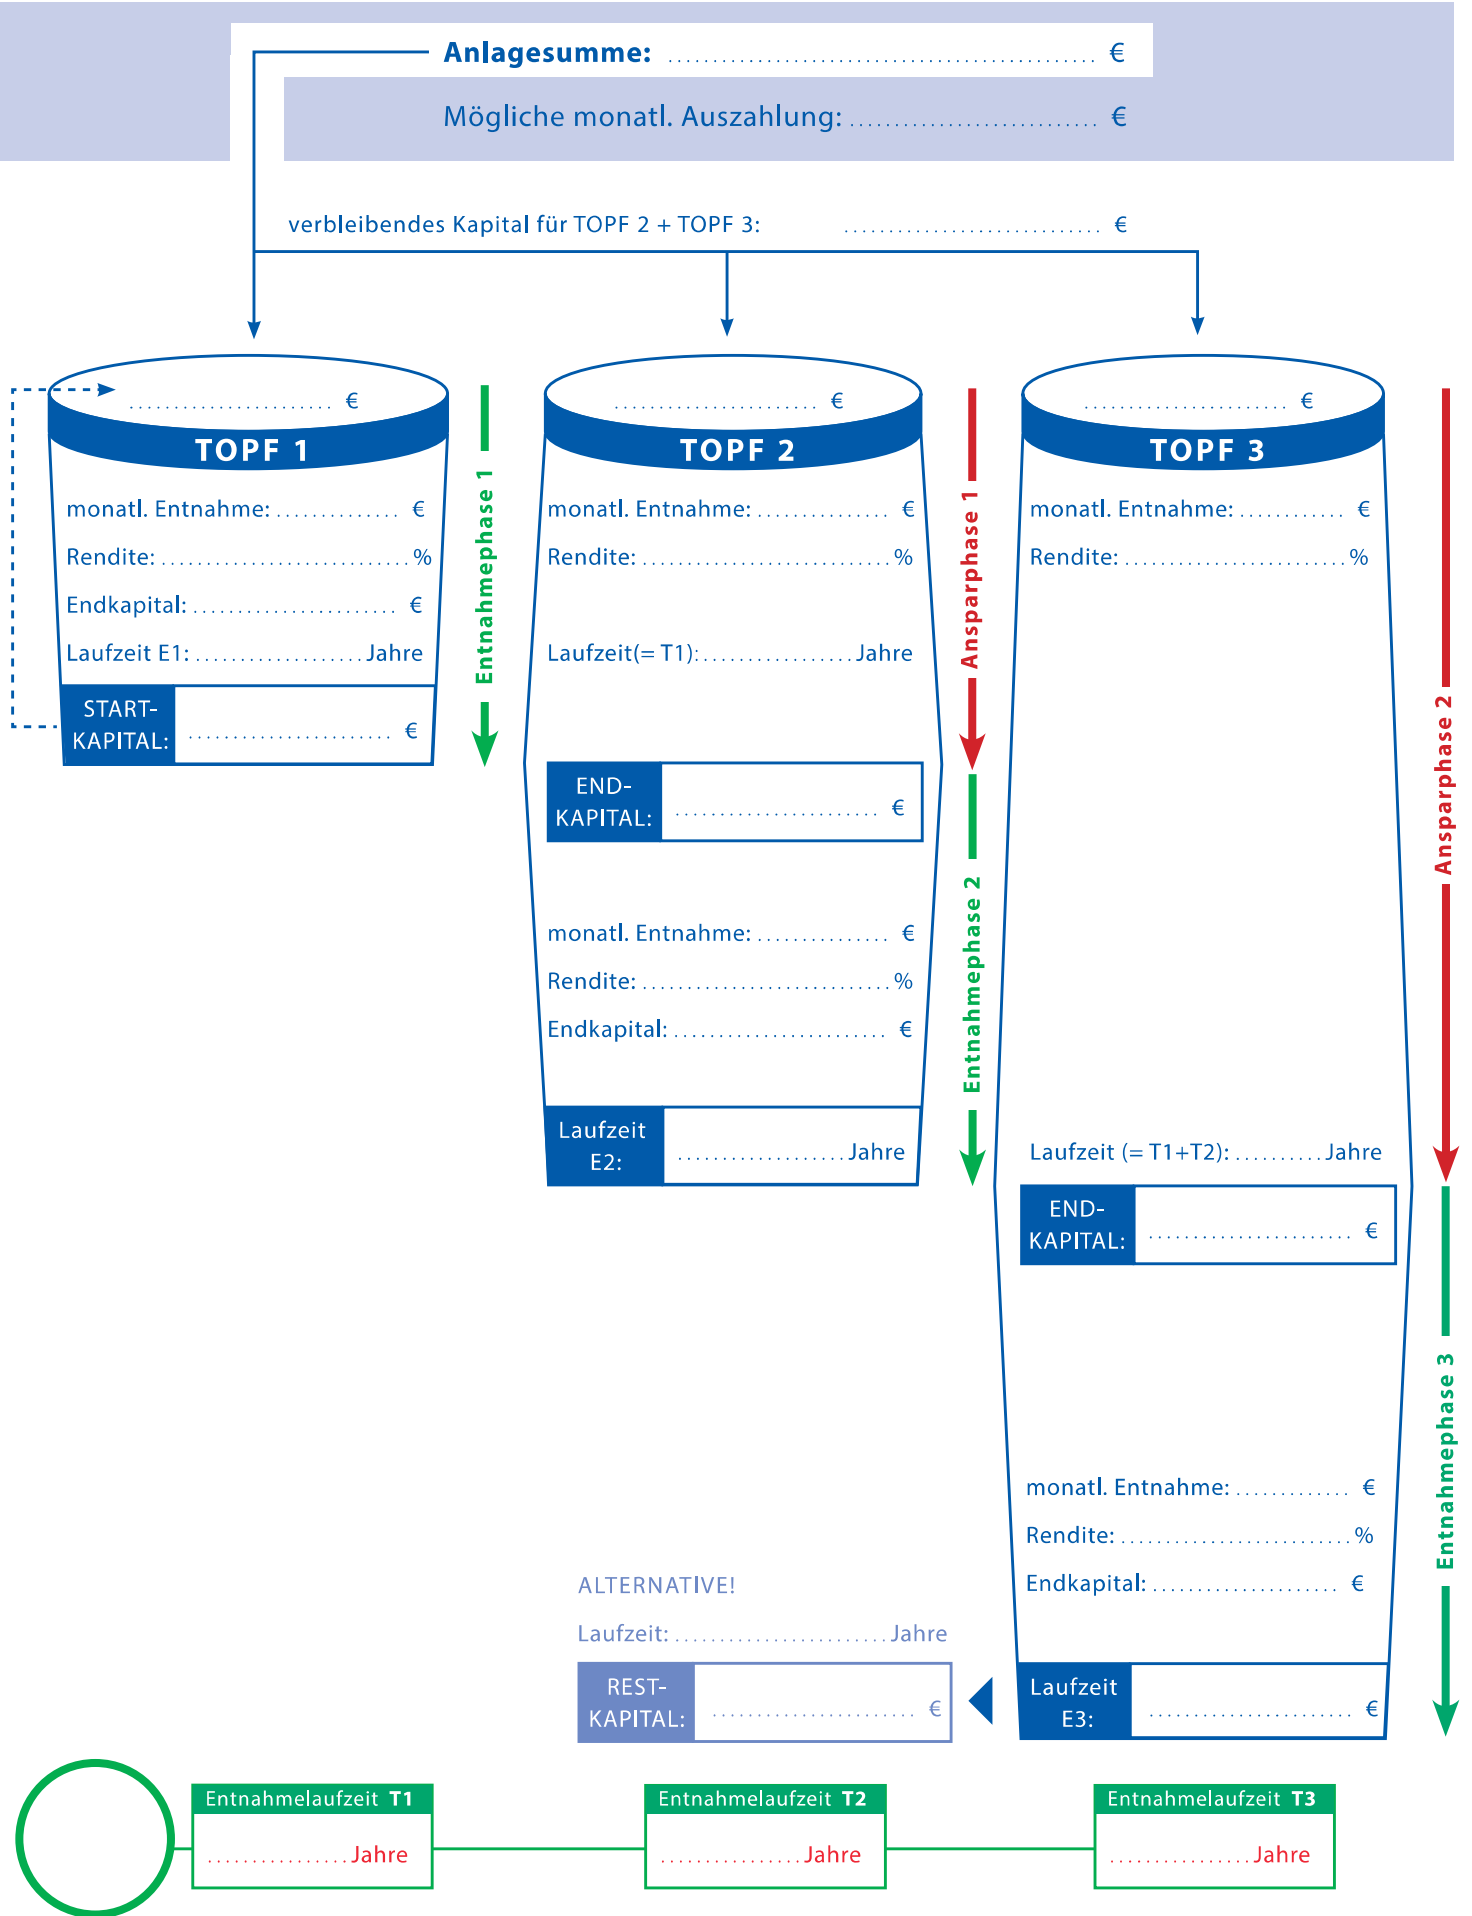 Anlagesumme: ................................................ €
Mögliche monatl. Auszahlung: ............................ €
verbleibendes Kapital für TOPF 2 + TOPF 3: ............................. €
....................... €
TOPF 1
monatl. Entnahme: .............. €
Rendite: ............................ %
Endkapital: ....................... €
Laufzeit E1: ................... Jahre
START-
KAPITAL: ....................... €
Entnahmephase 1
....................... €
TOPF 2
monatl. Entnahme: ............... €
Rendite: ............................ %
Laufzeit(= T1): ................. Jahre
END-
KAPITAL: ....................... €
monatl. Entnahme: ............... €
Rendite: ............................ %
Endkapital: ........................ €
Laufzeit
E2: ................... Jahre
Ansparphase 1
Entnahmephase 2
....................... €
TOPF 3
monatl. Entnahme: ............ €
Rendite: ......................... %
Laufzeit (= T1+T2): .......... Jahre
END-
KAPITAL: ....................... €
monatl. Entnahme: ............. €
Rendite: .......................... %
Endkapital: ..................... €
Laufzeit
E3: ....................... €
Ansparphase 2
Entnahmephase 3
ALTERNATIVE!
Laufzeit: ........................ Jahre
REST-
KAPITAL: ....................... €
Entnahmelaufzeit T1
................ Jahre
Entnahmelaufzeit T2
................ Jahre
Entnahmelaufzeit T3
................ Jahre